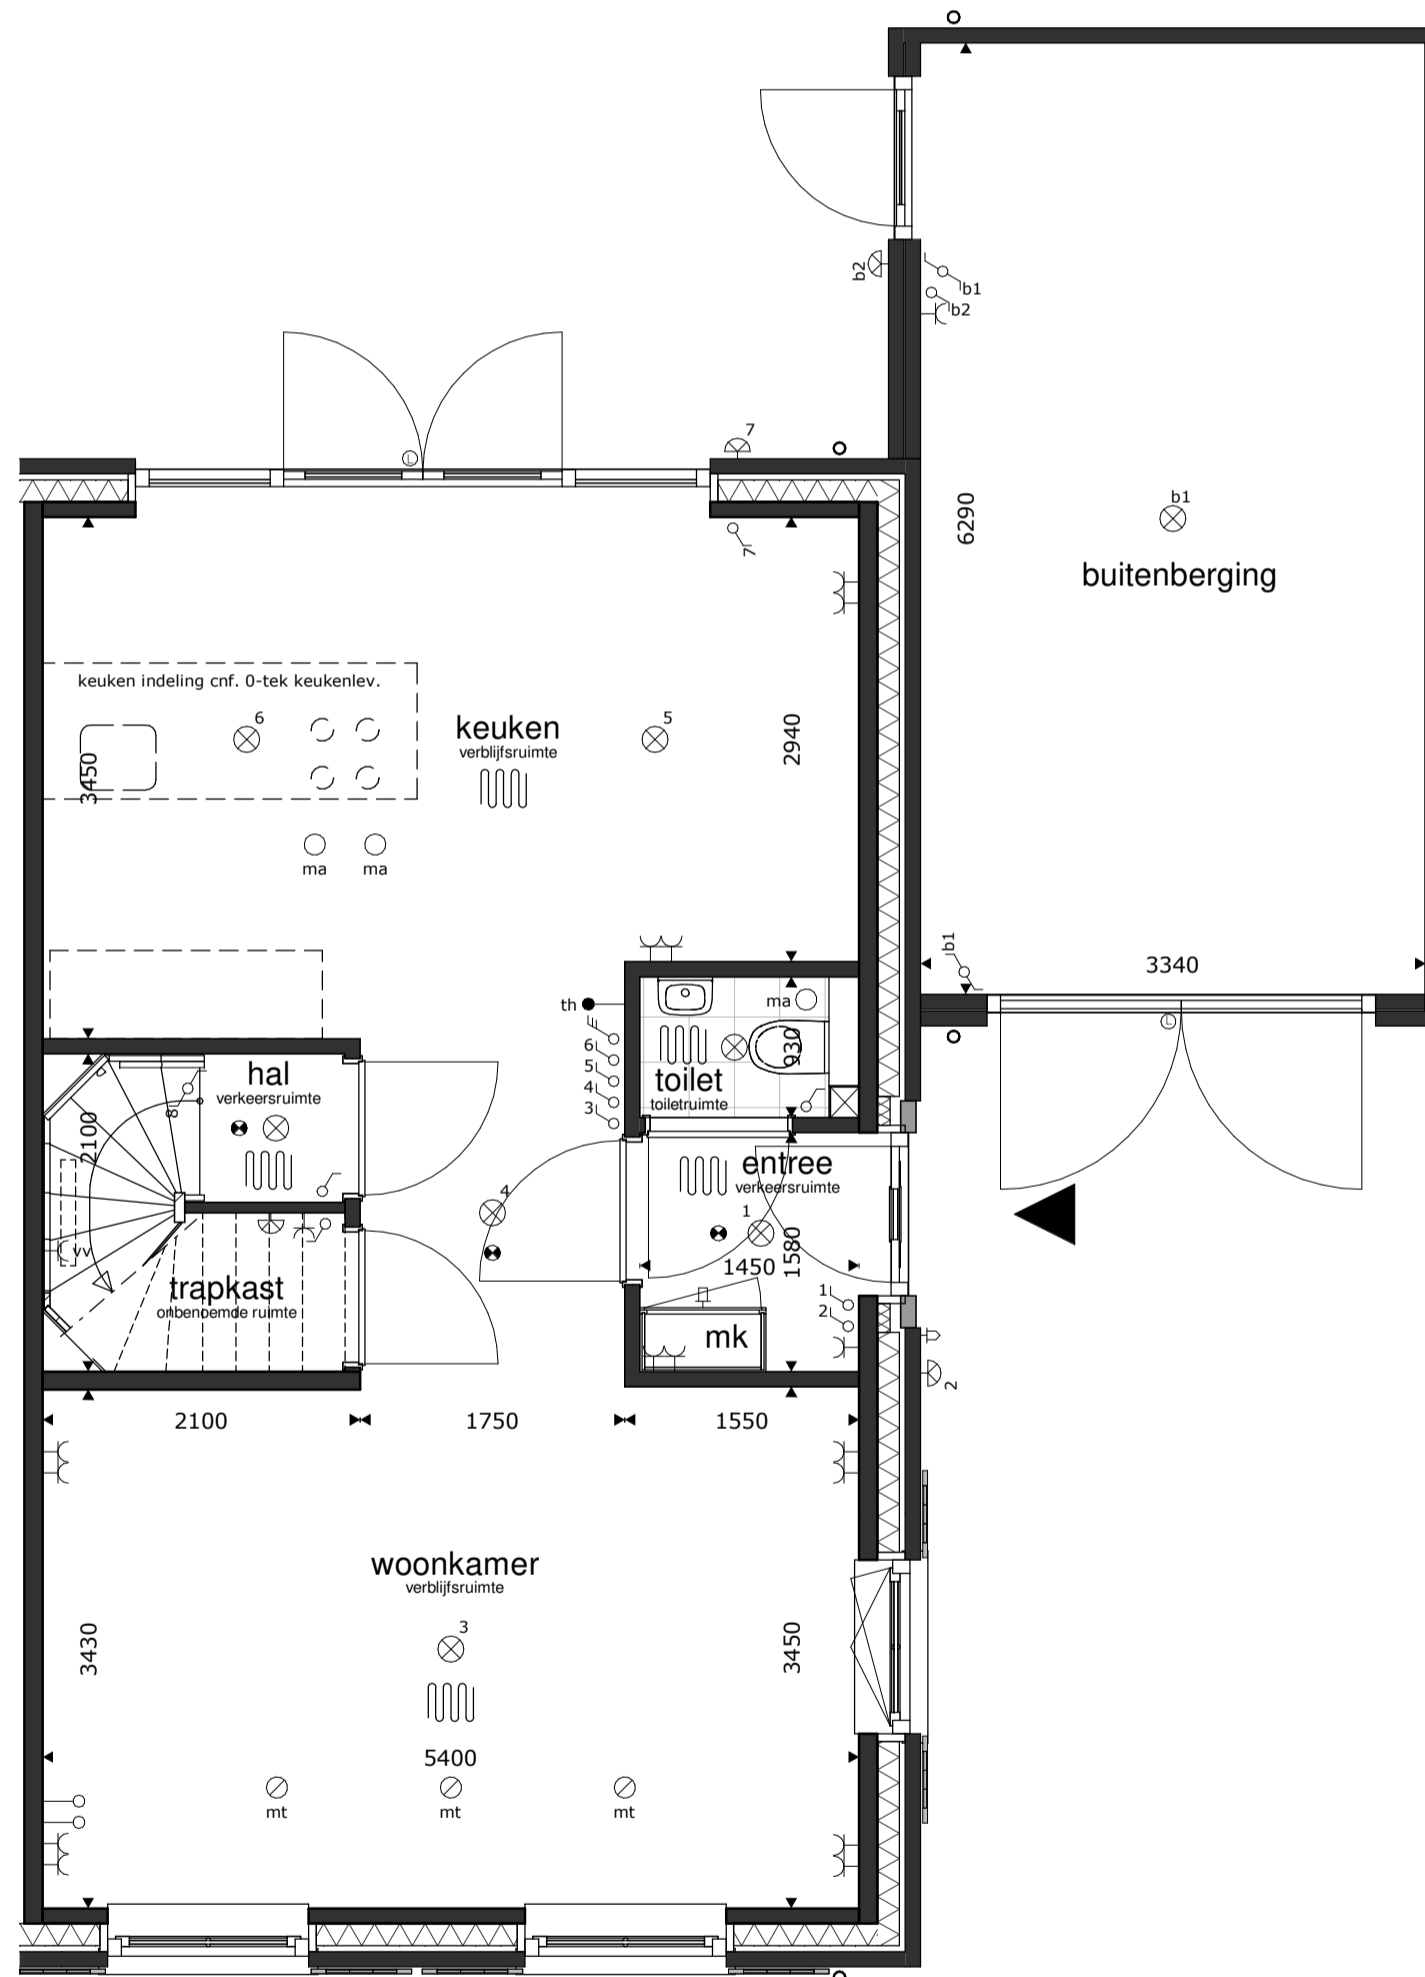 b2
b1
b2
7
7
b1
6290
buitenberging
keuken indeling cnf. 0-tek keukenlev.
6
5
keuken
verblijfsruimte
3450
2940
ma
ma
b1
3340
th
ma
6
5
4
3
930
toilet
toiletruimte
hal
verkeersruimte
8
2100
entree
verkeersruimte
4
1
1580
1450
vv
trapkast
onbenoemde ruimte
1
2
mk
2
2100
1750
1550
woonkamer
verblijfsruimte
3
3430
3450
5400
mt
mt
mt